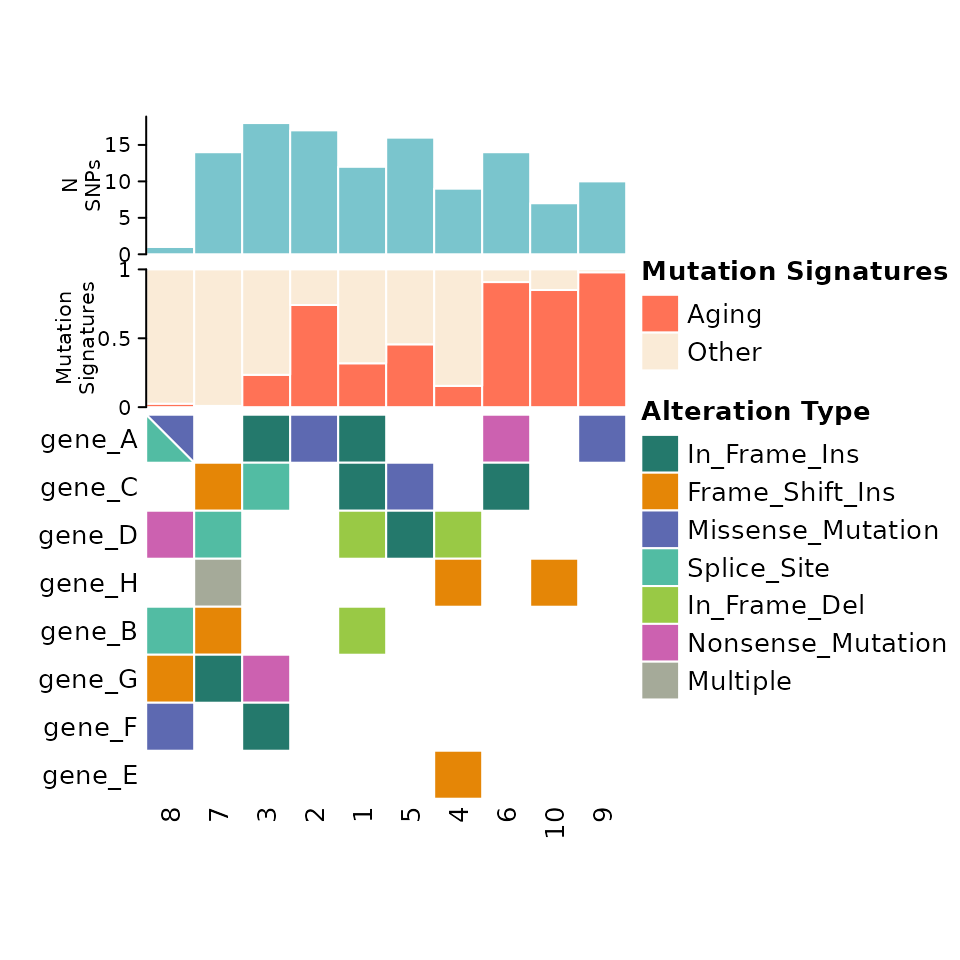 15
10
5
0
N
SNPs
1
0.5
0
Mutation
Signatures
gene_A
gene_C
gene_D
gene_H
gene_B
gene_G
gene_F
gene_E
8 7 3 2 1 5 4 6 10 9
Mutation Signatures
Aging
Other
Alteration Type
In_Frame_Ins
Frame_Shift_Ins
Missense_Mutation
Splice_Site
In_Frame_Del
Nonsense_Mutation
Multiple